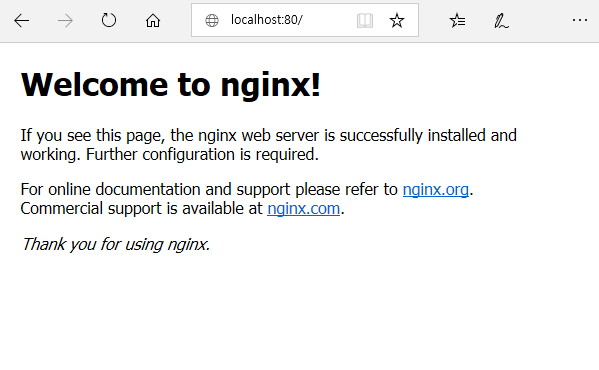 localhost:80/
Welcome to nginx!
If you see this page, the nginx web server is successfully installed and
working. Further configuration is required.
For online documentation and support please refer to nginx.org.
Commercial support is available at nginx.com.
Thank you for using nginx.